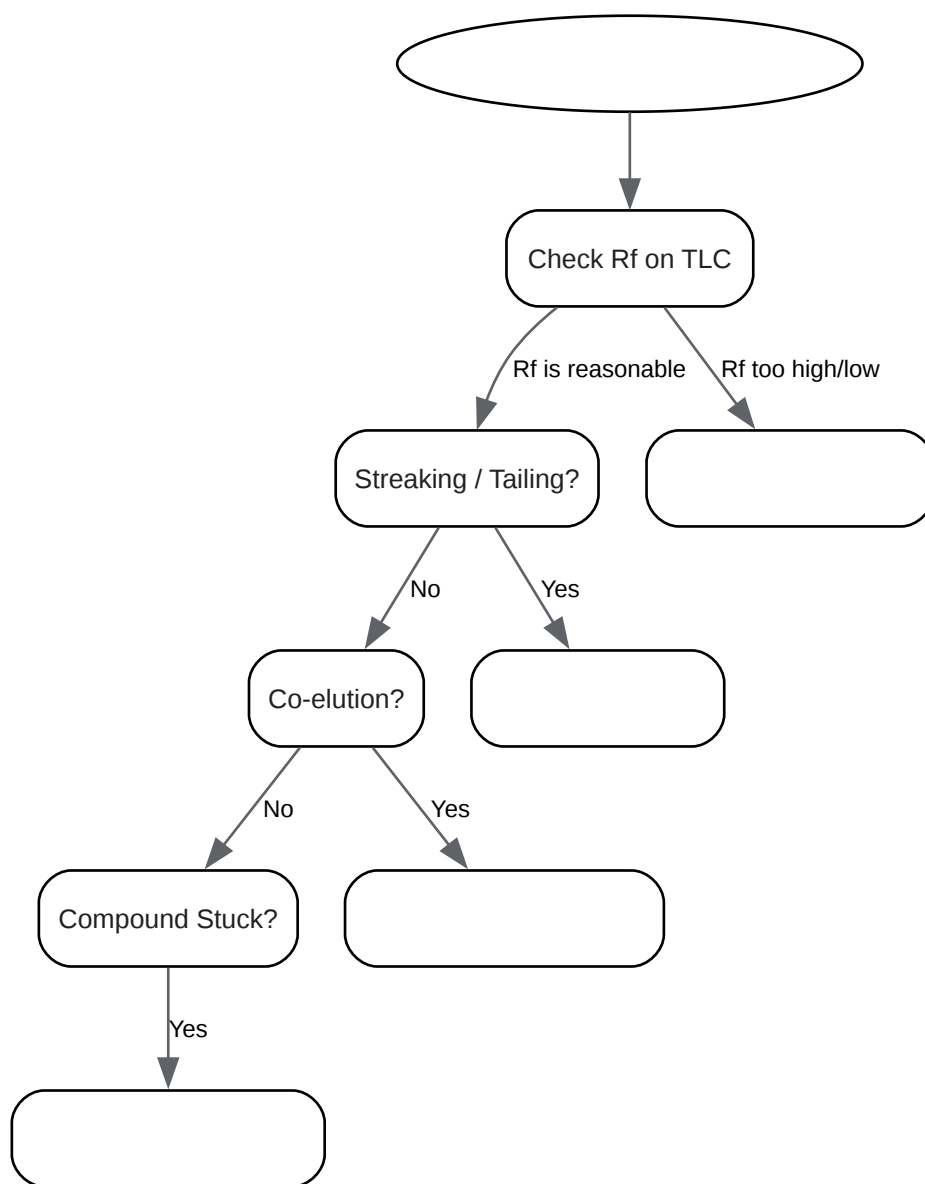 Check Rf on TLC
Rf is reasonable
Rf too high/low
Streaking / Tailing?
No
Yes
Co-elution?
No
Yes
Compound Stuck?
Yes